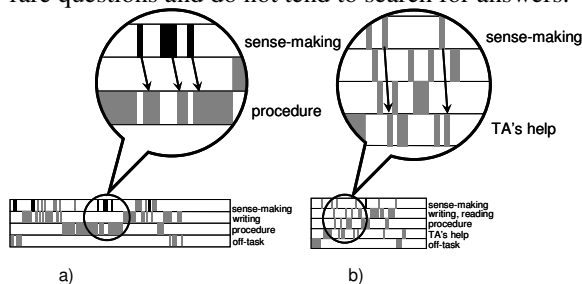 rare questions and do not tend to search for answers.
sense-making
procedure
sense-making
TA's help
sense-making
writing
procedure
off-task
sense-making
writing, reading
procedure
TA's help
off-task
a)
b)